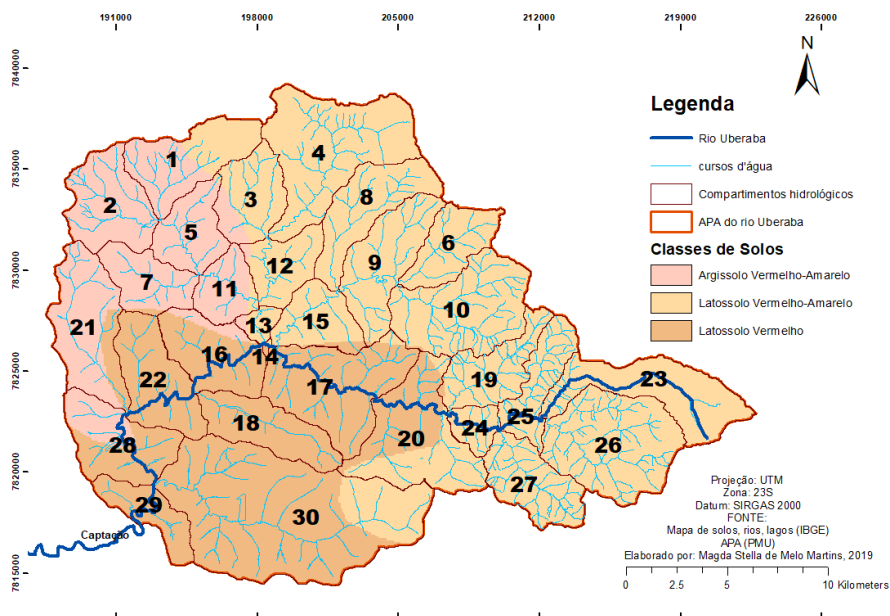 191000
198000
205000
212000
219000
226000
7840000
7835000
7830000
7825000
7820000
7815000
N
Legenda
Rio Uberaba
cursos d'água
Compartimentos hidrológicos
APA do rio Uberaba
Classes de Solos
Argissolo Vermelho-Amarelo
Latossolo Vermelho-Amarelo
Latossolo Vermelho
1
4
2
3
8
5
6
12
9
7
11
10
21
13
15
16
14
22
17
19
23
18
20
24
25
26
28
27
29
30
Captação
Projeção: UTM
Zona: 23S
Datum: SIRGAS 2000
FONTE:
Mapa de solos, rios, lagos (IBGE)
APA (PMU)
Elaborado por: Magda Stella de Melo Martins, 2019
0 2.5 5 10 Kilometers